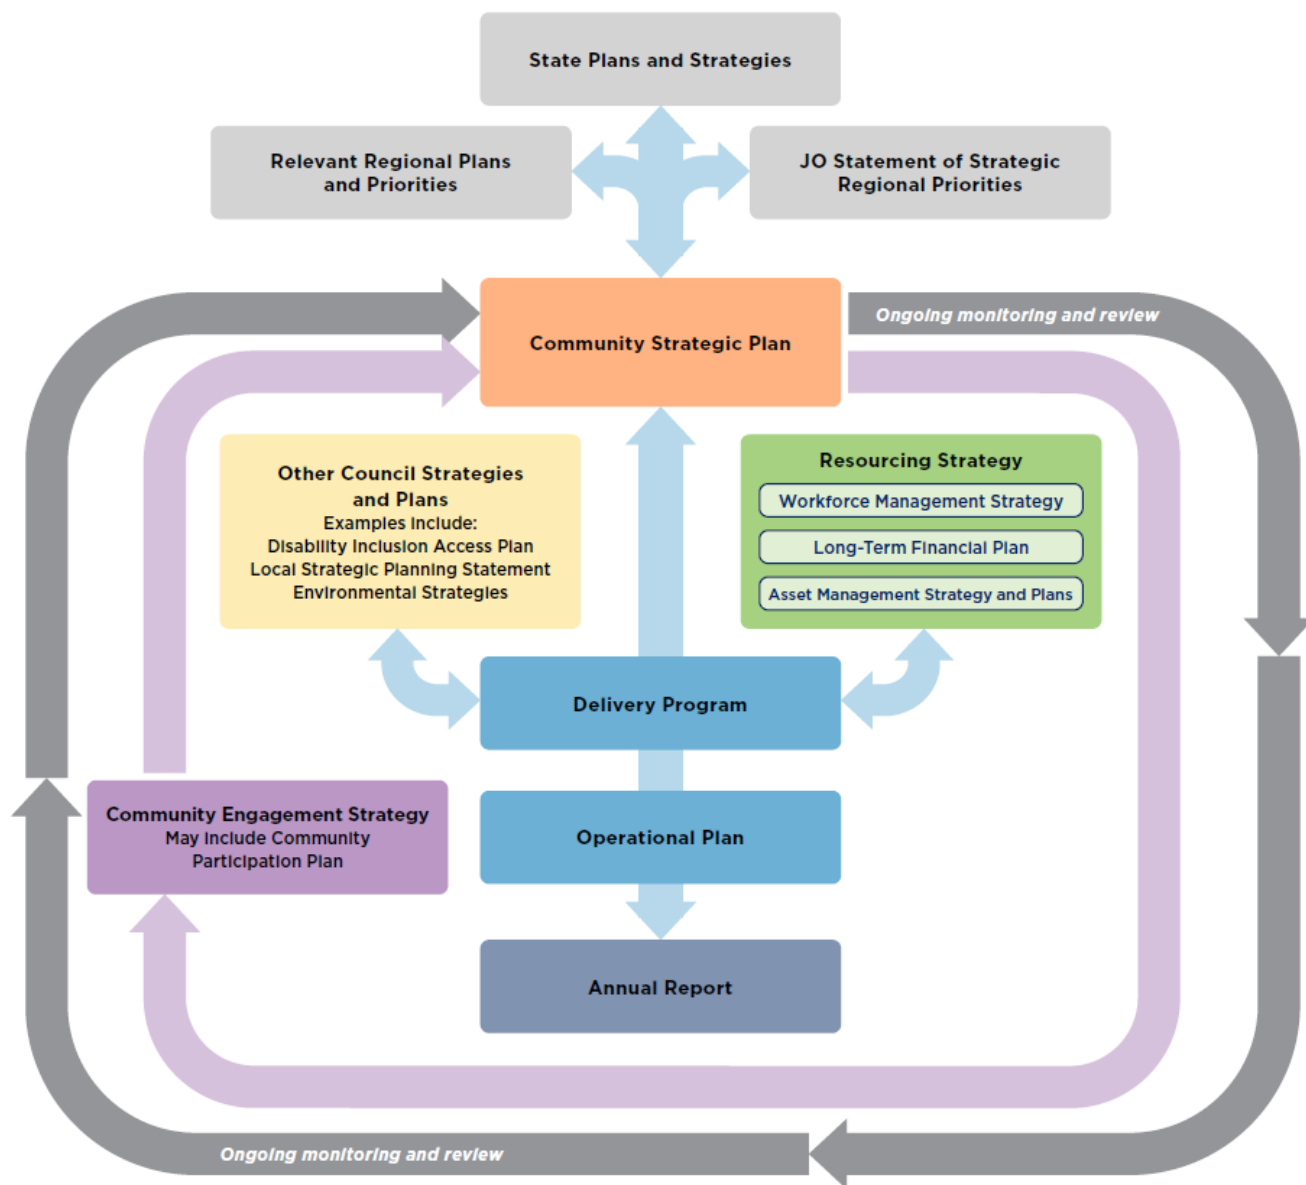 State Plans and Strategies
Relevant Regional Plans
and Priorities
JO Statement of Strategic
Regional Priorities
Community Strategic Plan
Ongoing monitoring and review
Other Council Strategies
and Plans
Examples Include:
Disability Inclusion Access Plan
Local Strategic Planning Statement
Environmental Strategies
Resourcing Strategy
Workforce Management Strategy
Long-Term Financial Plan
Asset Management Strategy and Plans
Delivery Program
Community Engagement Strategy
May Include Community
Participation Plan
Operational Plan
Annual Report
Ongoing monitoring and review